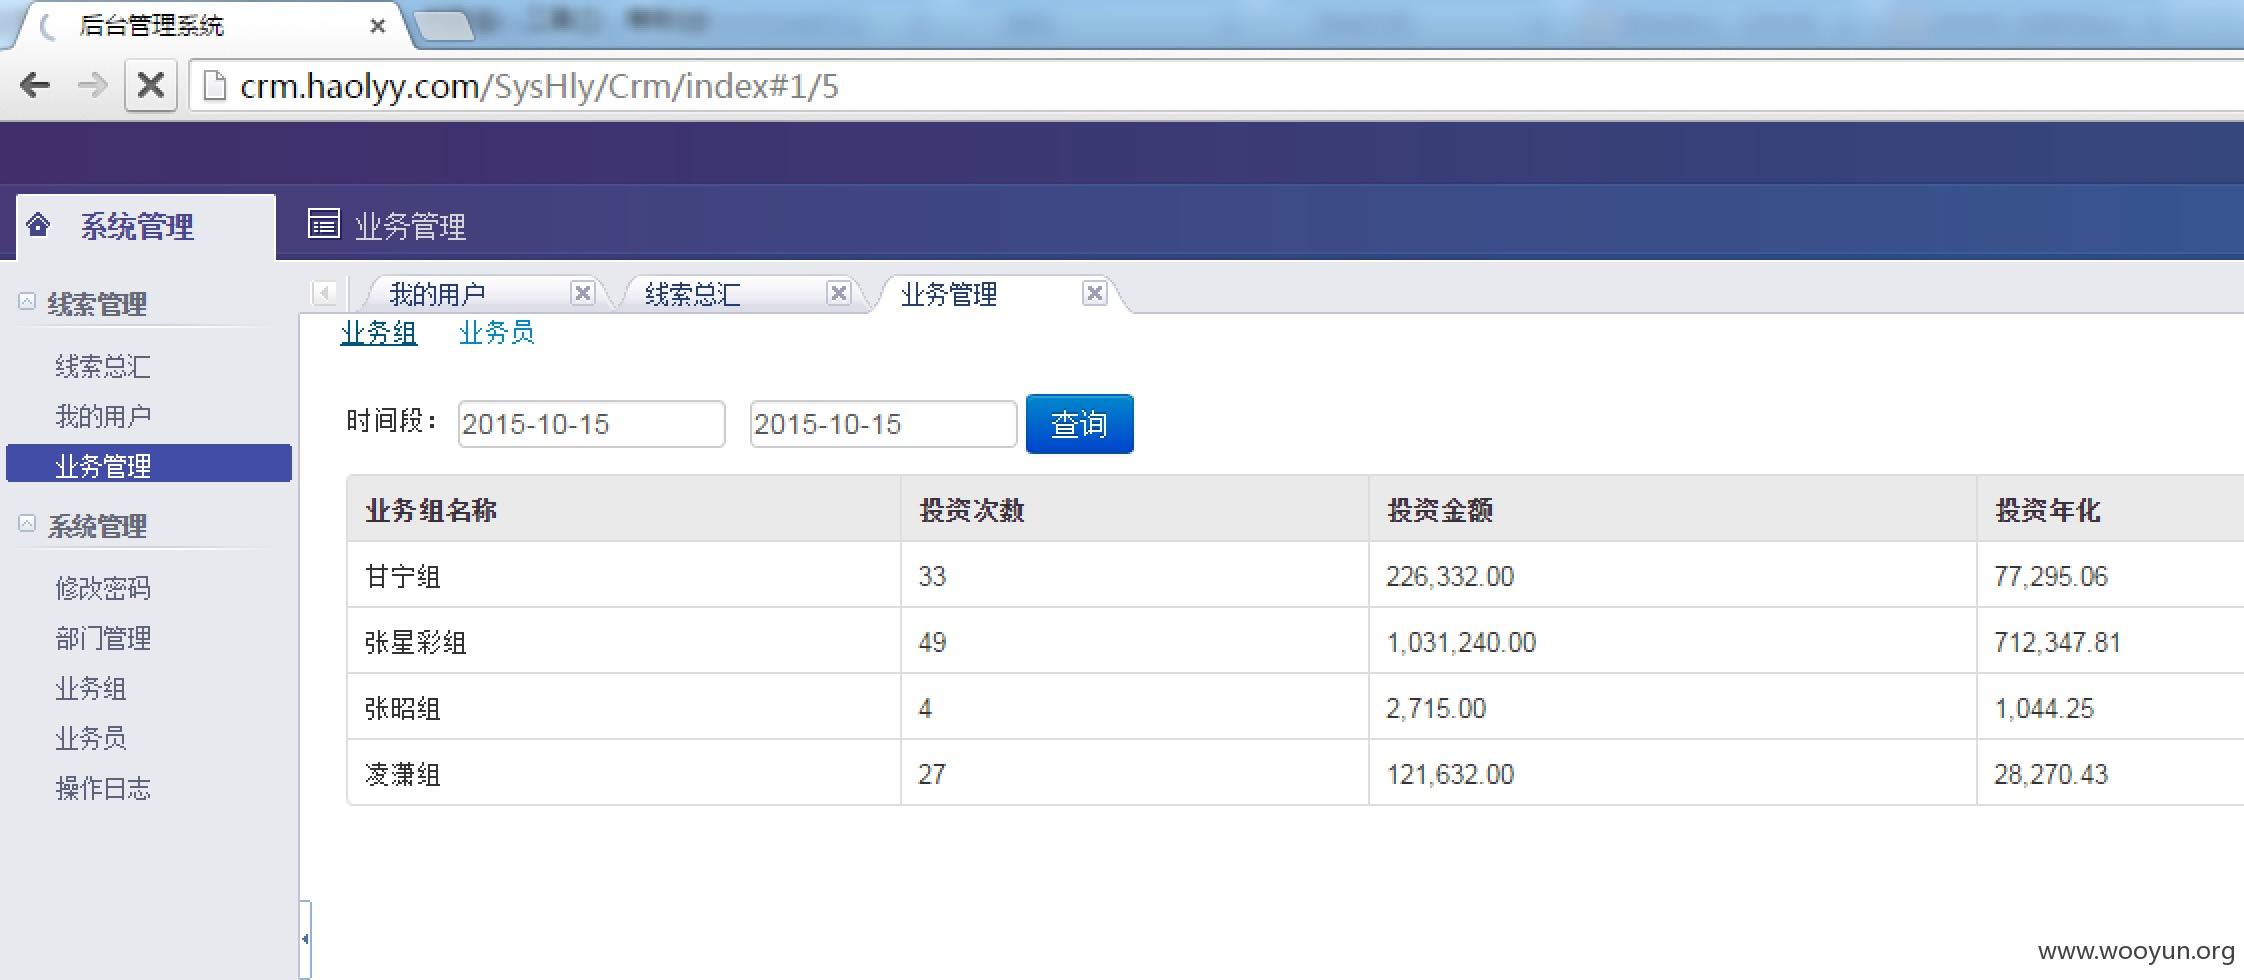 后台管理系统
crm.haolyy.com/SysHly/Crm/index#1/5
系统管理 业务管理
线索管理
线索总汇
我的用户
业务管理
系统管理
修改密码
部门管理
业务组
业务员
操作日志
我的用户 线索总汇 业务管理
业务组 业务员
时间段： 2015-10-15 2015-10-15 查询
业务组名称 投资次数 投资金额 投资年化
甘宁组 33 226,332.00 77,295.06
张星彩组 49 1,031,240.00 712,347.81
张昭组 4 2,715.00 1,044.25
凌潇组 27 121,632.00 28,270.43
www.wooyun.org